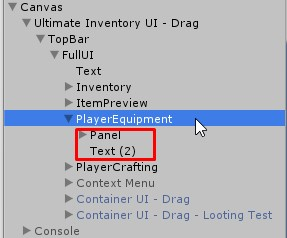 Canvas
Ultimate Inventory UI - Drag
TopBar
FullUI
Text
Inventory
ItemPreview
PlayerEquipment
Panel
Text (2)
PlayerCrafting
Context Menu
Container UI - Drag
Container UI - Drag - Looting Test
Console